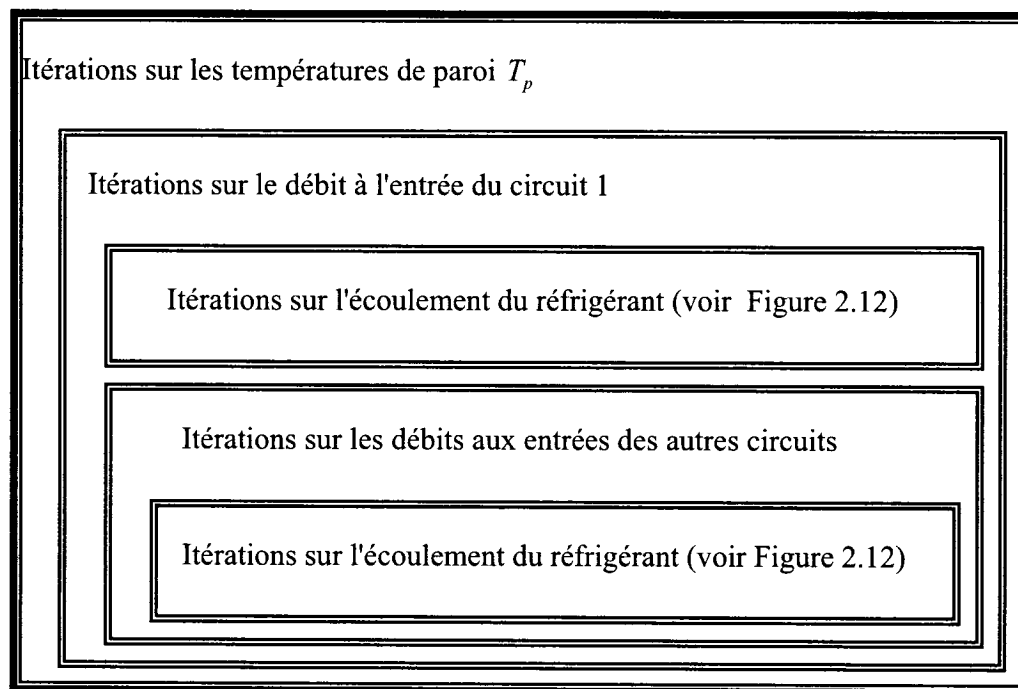 Itérations sur les températures de paroi T_p
Itérations sur le débit à l'entrée du circuit 1
Itérations sur l'écoulement du réfrigérant (voir Figure 2.12)
Itérations sur les débits aux entrées des autres circuits
Itérations sur l'écoulement du réfrigérant (voir Figure 2.12)